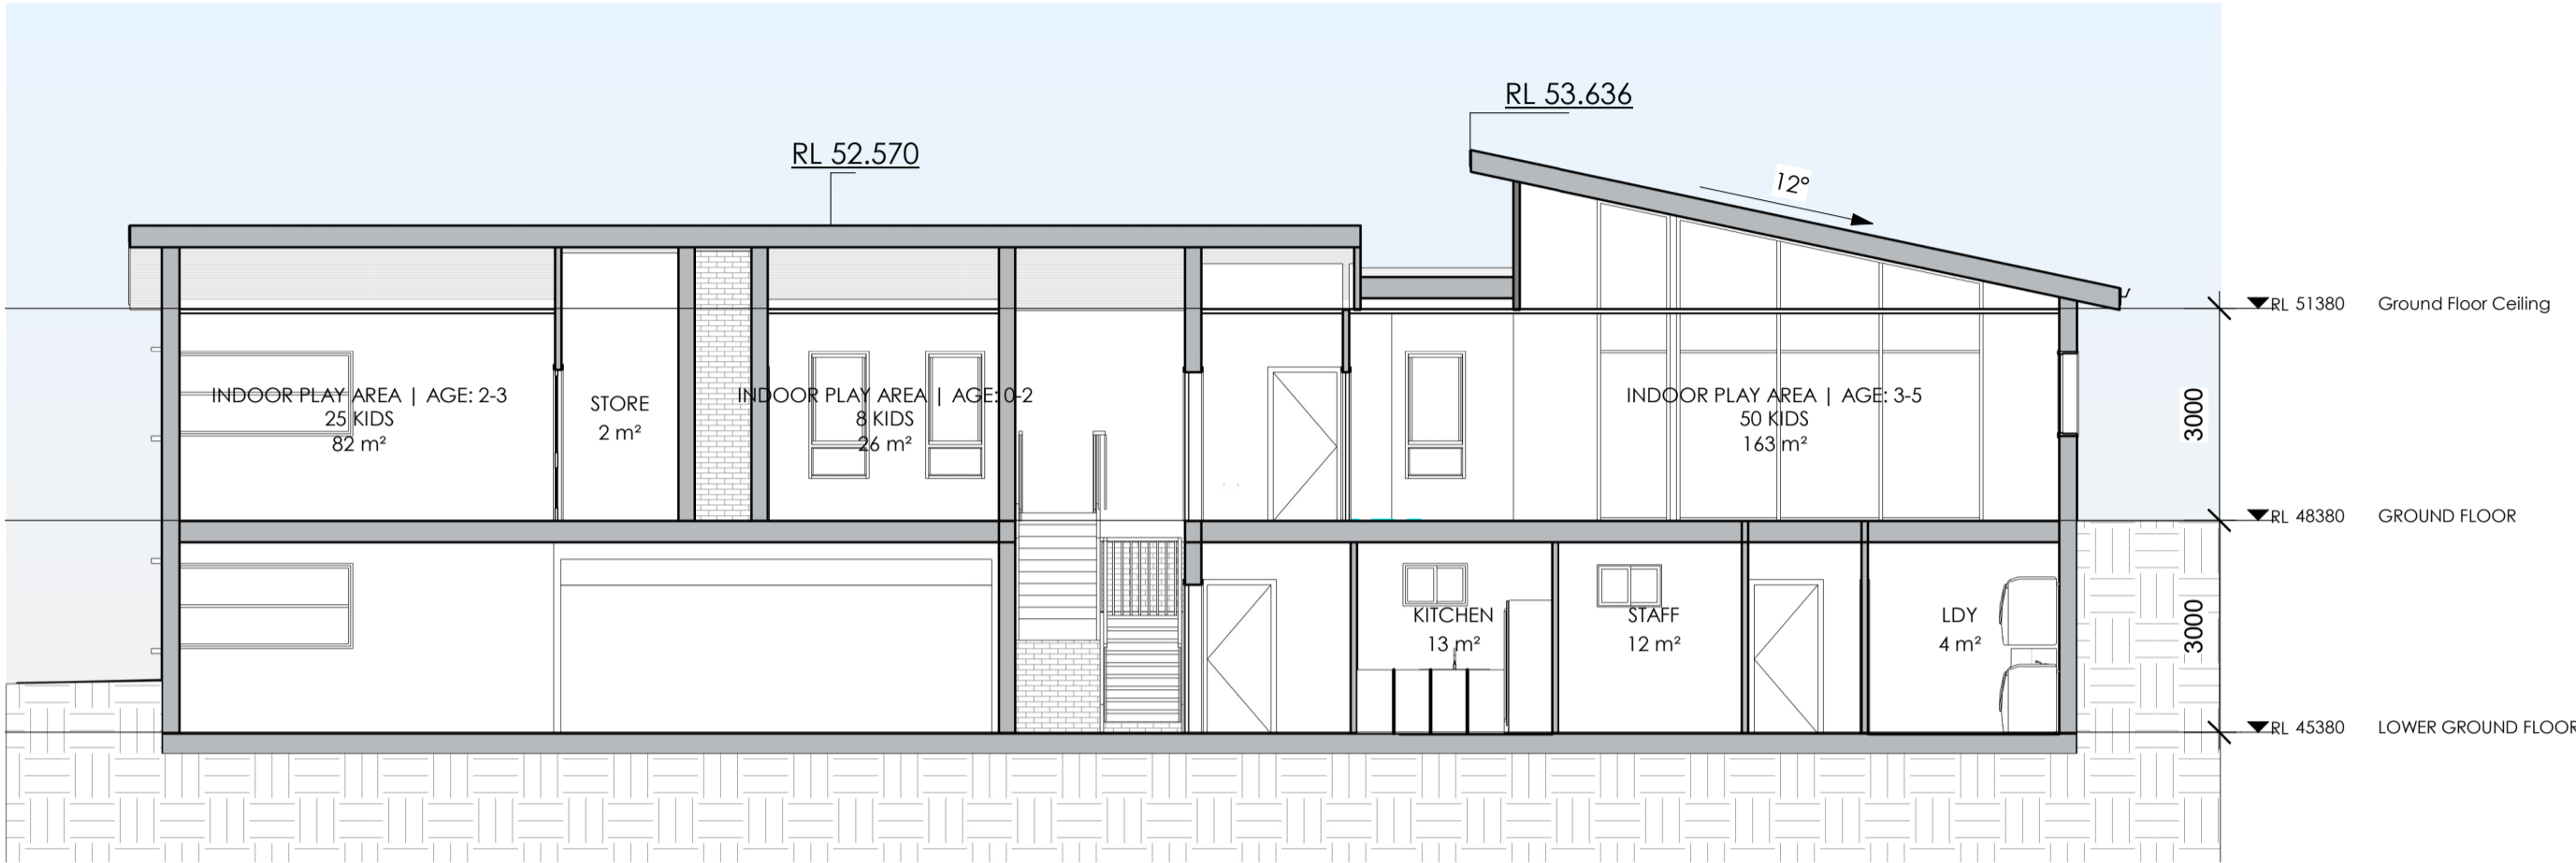 RL 53.636
RL 52.570
12°
RL 51380 Ground Floor Ceiling
INDOOR PLAY AREA | AGE: 2-3
25 KIDS
82 m²
STORE
2 m²
INDOOR PLAY AREA | AGE: 0-2
8 KIDS
26 m²
INDOOR PLAY AREA | AGE: 3-5
50 KIDS
163 m²
3000
RL 48380 GROUND FLOOR
KITCHEN
13 m²
STAFF
12 m²
LDY
4 m²
3000
RL 45380 LOWER GROUND FLOOR